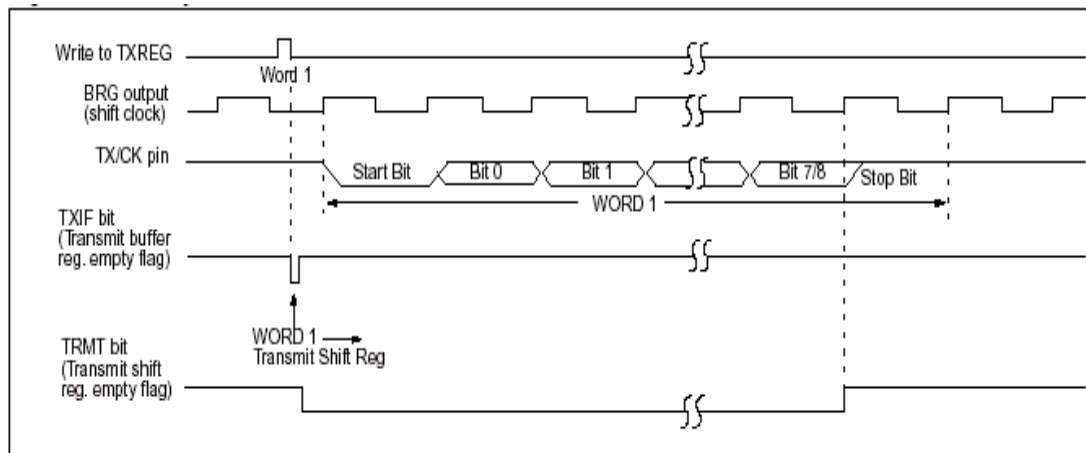 Write to TXREG
Word 1
BRG output
(shift clock)
TX/CK pin
Start Bit
Bit 0
Bit 1
Bit 7/8
Stop Bit
WORD 1
TXIF bit
(Transmit buffer
reg. empty flag)
WORD 1
Transmit Shift Reg
TRMT bit
(Transmit shift
reg. empty flag)